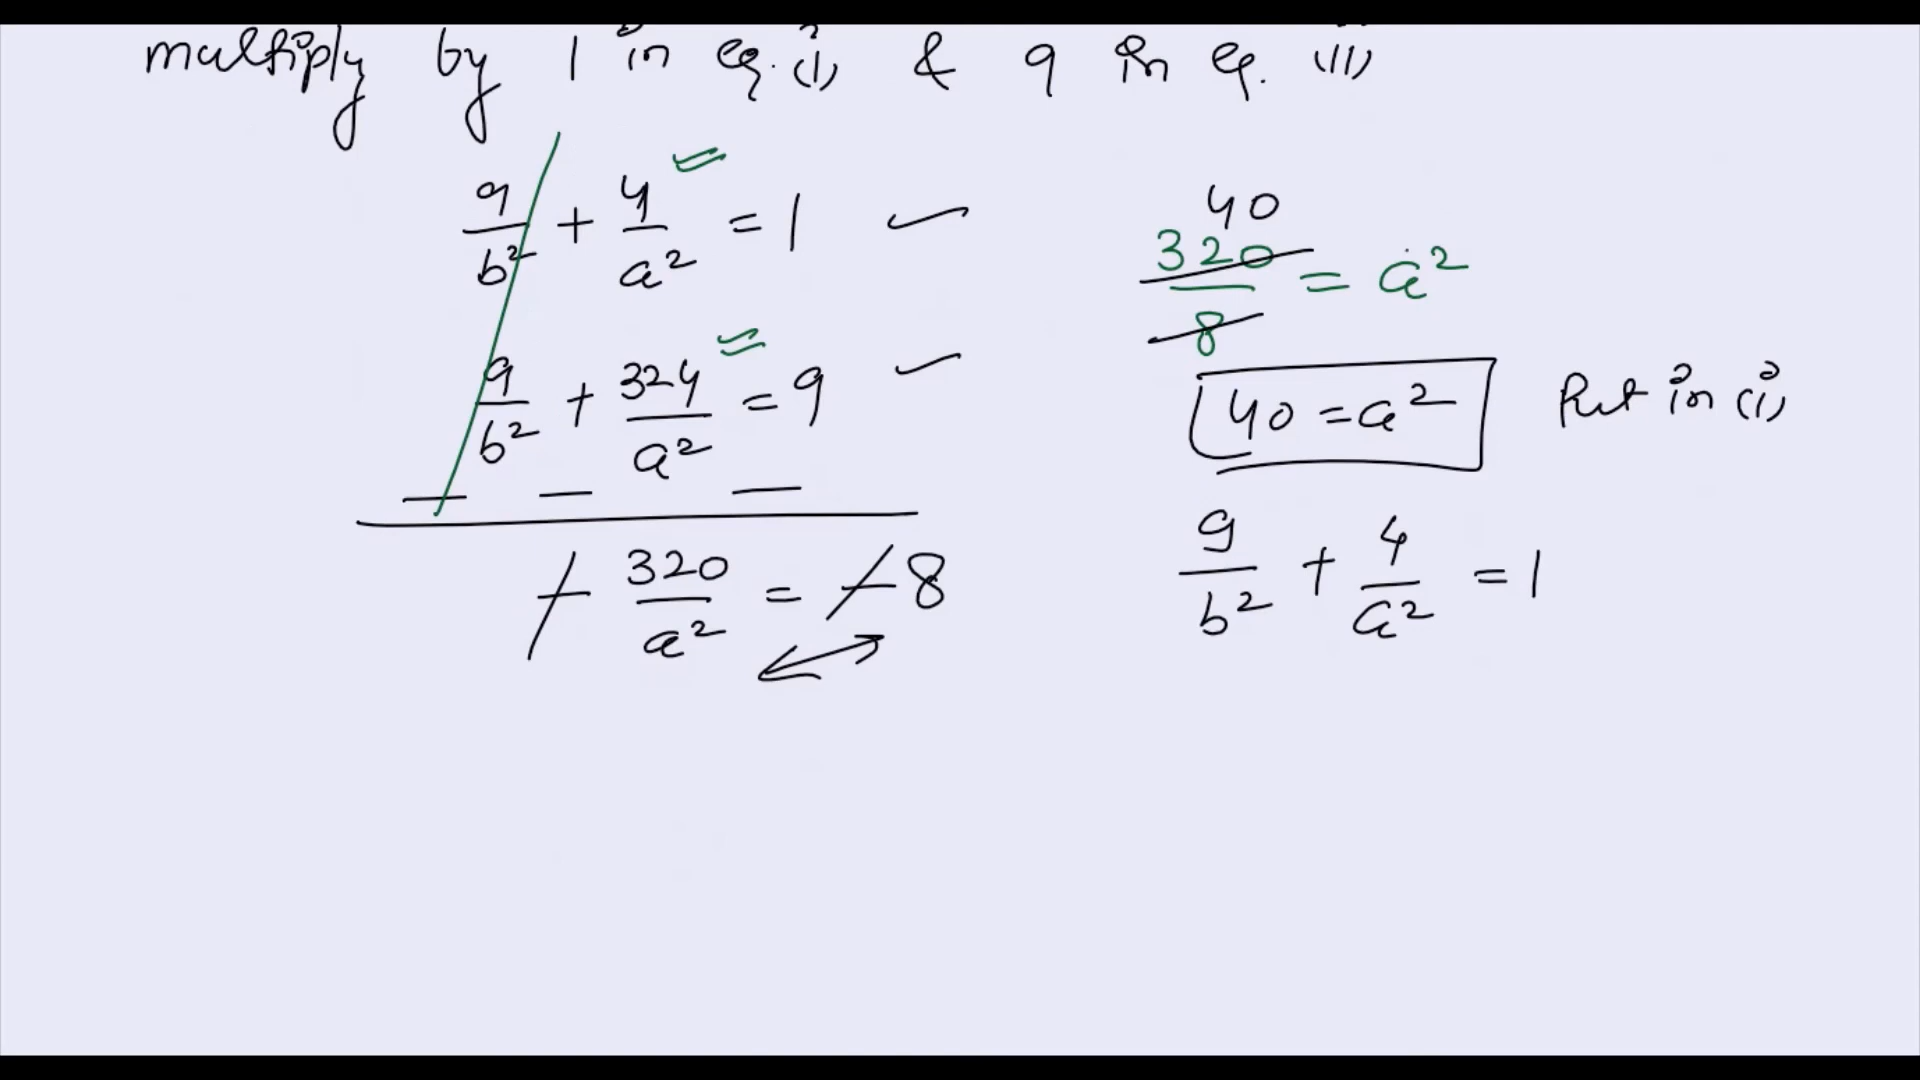 multiply by 1 in eq. (i) & 9 in eq. (ii)
9/b² + 4/a² = 1
9/b² + 324/a² = 9
— — —
- 320/a² = -8
40
320/8 = a²
40 = a² Put in (i)
9/b² + 4/a² = 1